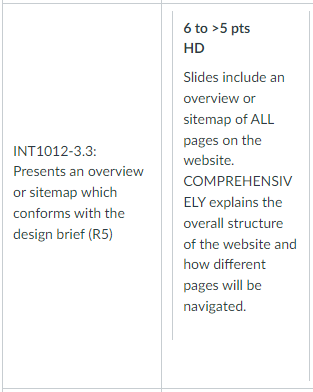 INT1012-3.3:
Presents an overview
or sitemap which
conforms with the
design brief (R5)
6 to >5 pts
HD
Slides include an
overview or
sitemap of ALL
pages on the
website.
COMPREHENSIV
ELY explains the
overall structure
of the website and
how different
pages will be
navigated.